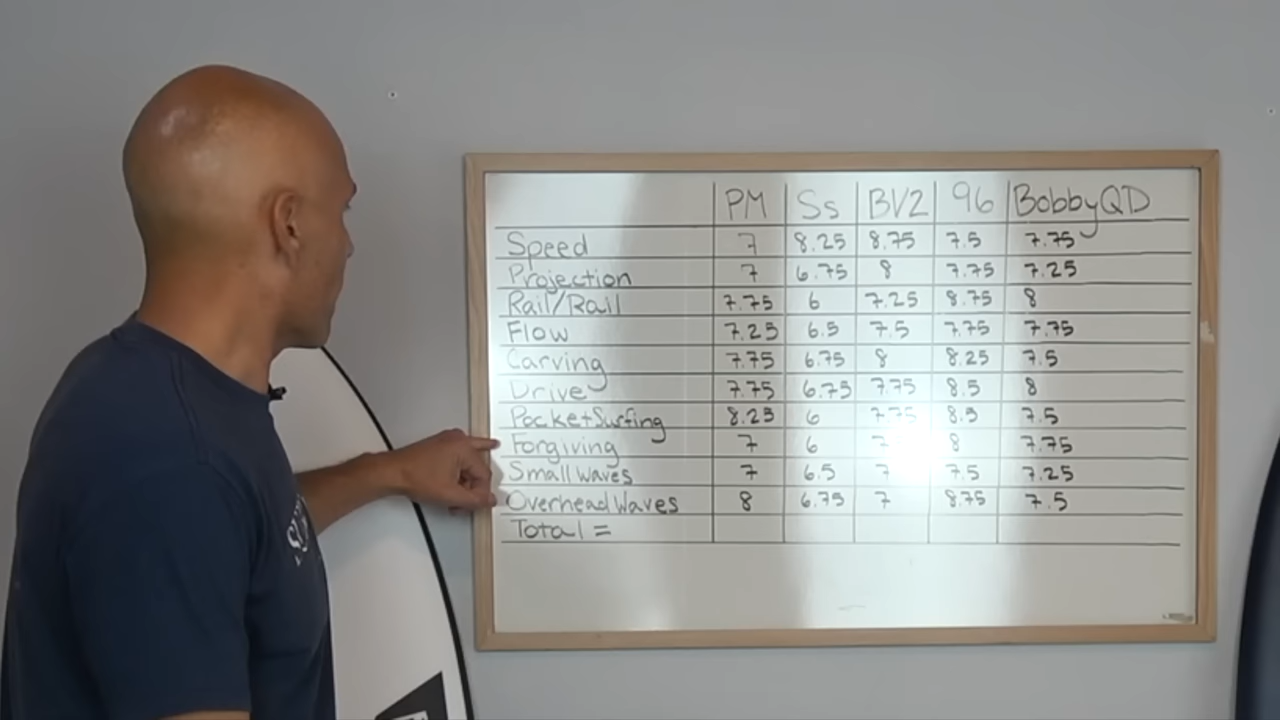 PM Ss BV2 96 BobbyQD
Speed 7 8.25 8.75 7.5 7.75
Projection 7 6.75 8 7.75 7.25
Rail/Rail 7.75 6 7.25 8.75 8
Flow 7.25 6.5 7.5 7.75 7.75
Carving 7.75 6.75 8 8.25 7.5
Drive 7.75 6.75 7.75 8.5 8
Pocket Surfing 8.25 6 7.75 8.5 7.5
Forgiving 7 6 8 7.75
Small Waves 7 6.5 7 7.5 7.25
Overhead Waves 8 6.75 7 8.75 7.5
Total =